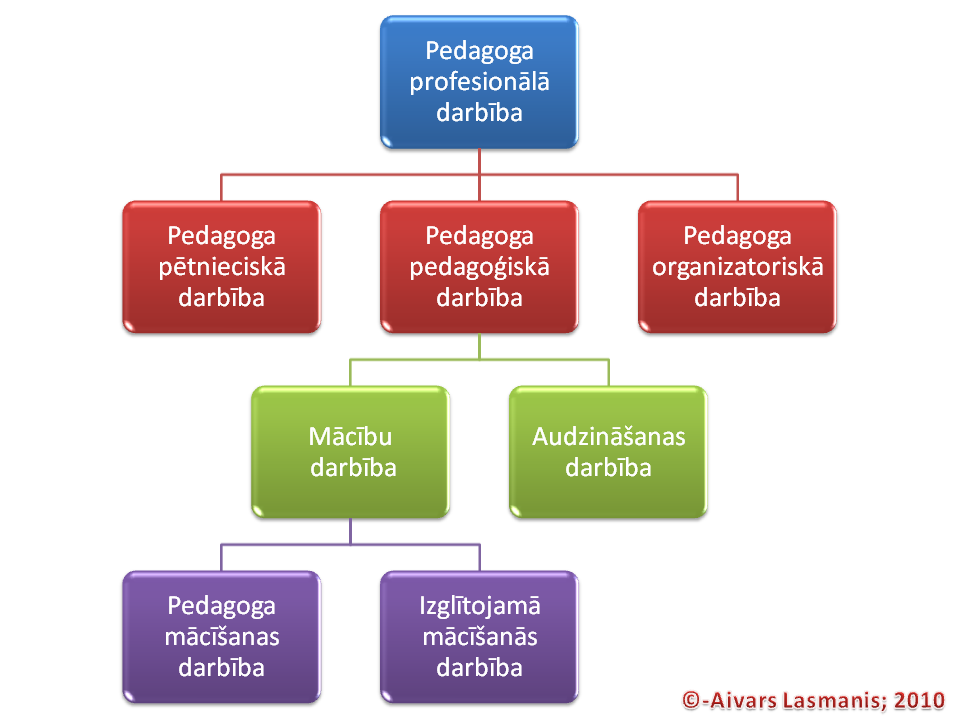 Pedagoga
profesionālā
darbība
Pedagoga
pētnieciskā
darbība
Pedagoga
pedagoģiskā
darbība
Pedagoga
organizatoriskā
darbība
Mācību
darbība
Audzināšanas
darbība
Pedagoga
mācīšanas
darbība
Izglītojamā
mācīšanās
darbība
©-Aivars Lasmanis; 2010